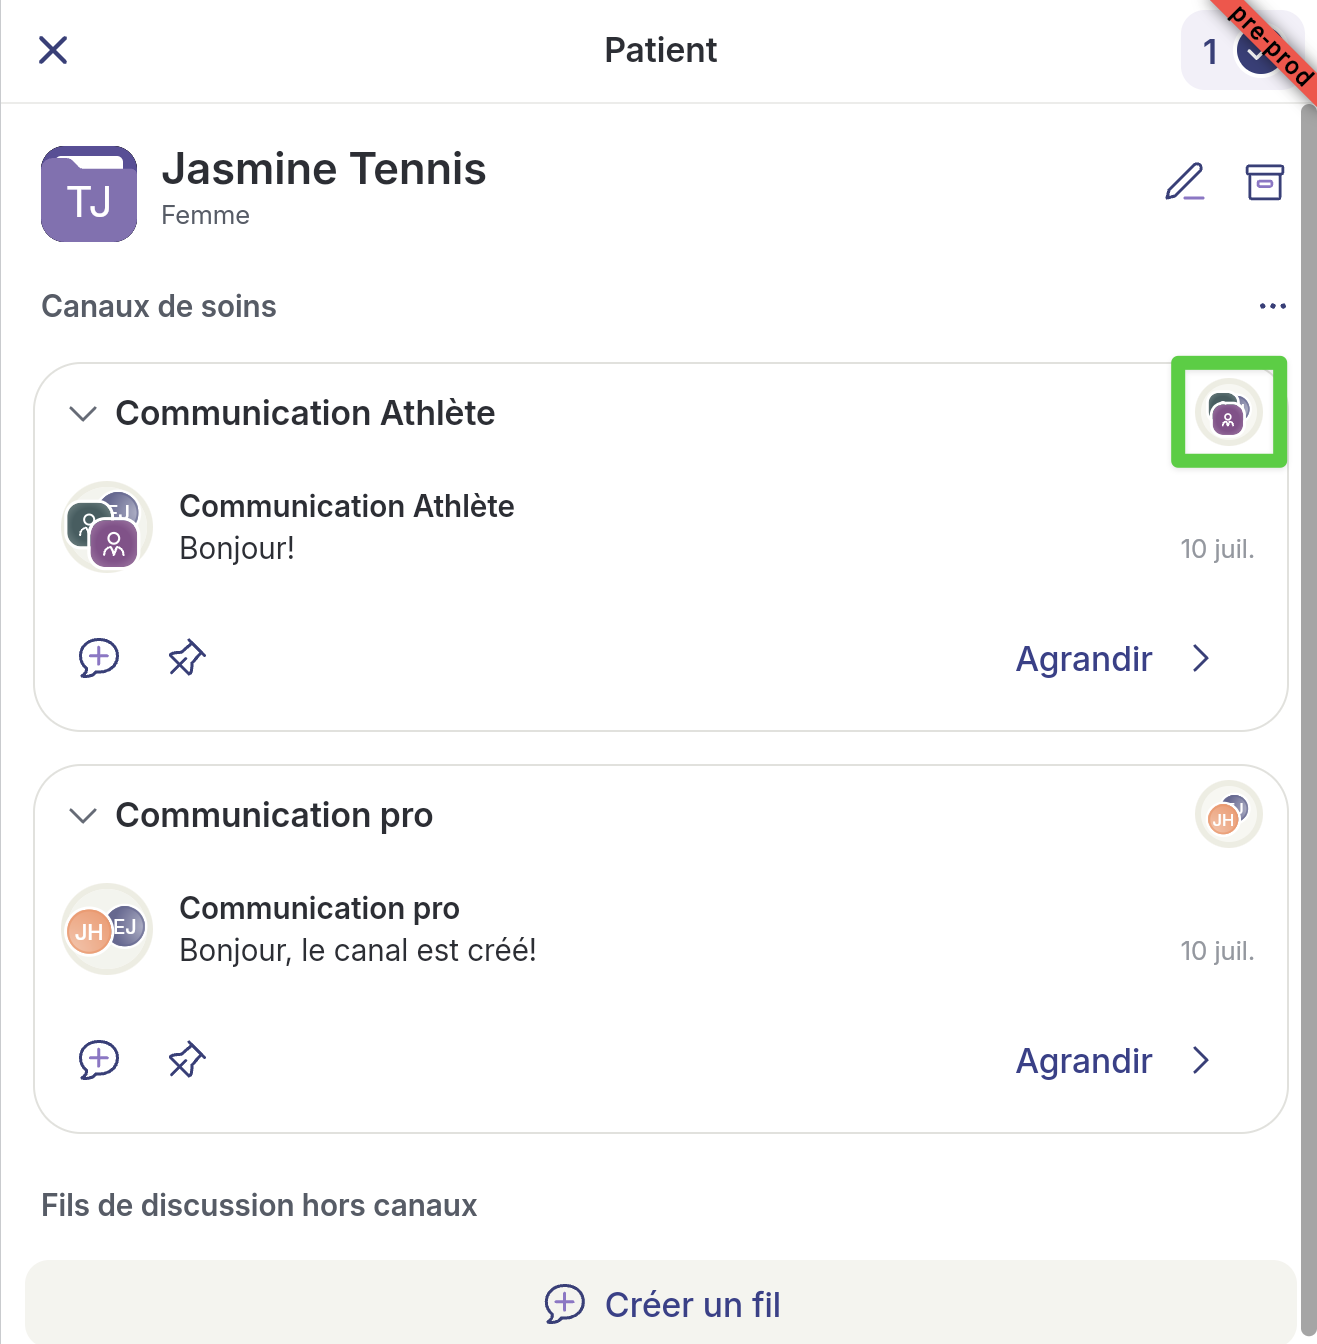 Patient
1
pre-prod
TJ
Jasmine Tennis
Femme
Canaux de soins
Communication Athlète
EJ
Communication Athlète
Bonjour!
10 juil.
Agrandir
Communication pro
JH
JH
EJ
Communication pro
Bonjour, le canal est créé!
10 juil.
Agrandir
Fils de discussion hors canaux
Créer un fil